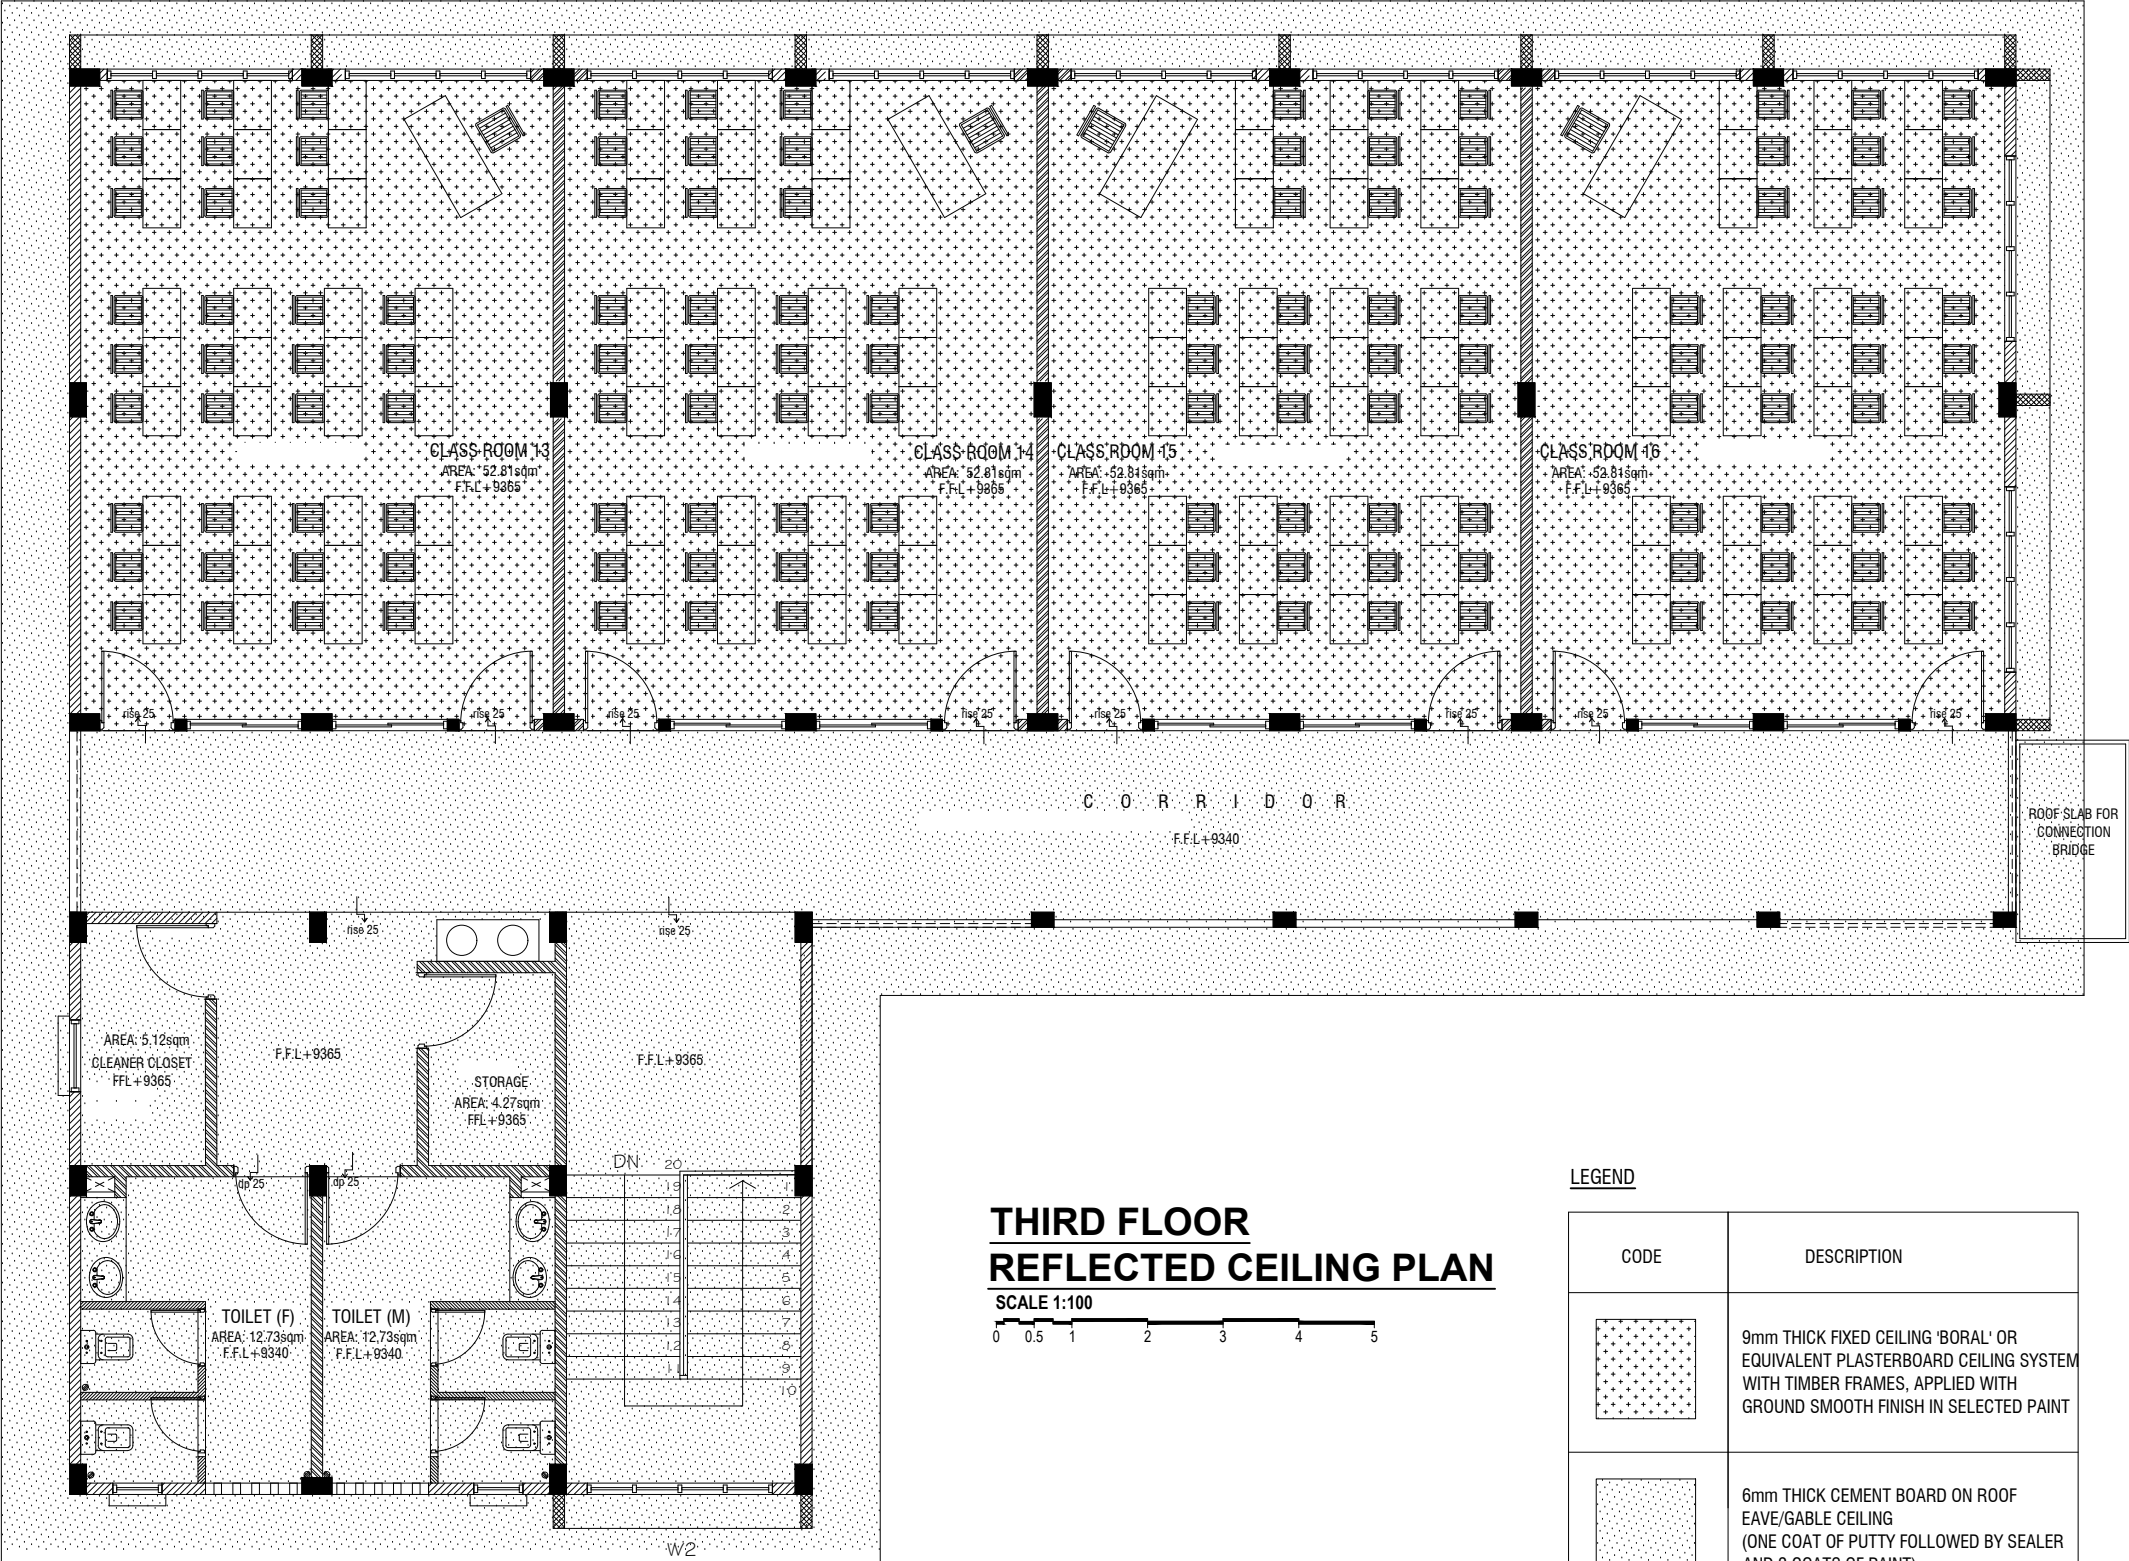 CLASS ROOM 13
AREA: 52.81sqm
F.F.L+9365
CLASS ROOM 14
AREA: 52.81sqm
F.F.L+9365
CLASS ROOM 15
AREA: 52.81sqm
F.F.L+9365
CLASS ROOM 16
AREA: 52.81sqm
F.F.L+9365
rise 25
rise 25
rise 25
rise 25
rise 25
rise 25
rise 25
rise 25
CORRIDOR
F.F.L+9340
ROOF SLAB FOR
CONNECTION
BRIDGE
rise 25
rise 25
AREA: 5.12sqm
CLEANER CLOSET
FFL+9365
F.F.L+9365
STORAGE
AREA: 4.27sqm
FFL+9365
F.F.L+9365
dp 25
dp 25
DN
20
19
18
17
16
15
14
13
12
11
1
2
3
4
5
6
7
8
9
10
TOILET (F)
AREA: 12.73sqm
F.F.L+9340
TOILET (M)
AREA: 12.73sqm
F.F.L+9340
W2
THIRD FLOOR
REFLECTED CEILING PLAN
SCALE 1:100
0 0.5 1 2 3 4 5
LEGEND
CODE DESCRIPTION
9mm THICK FIXED CEILING 'BORAL' OR
EQUIVALENT PLASTERBOARD CEILING SYSTEM
WITH TIMBER FRAMES, APPLIED WITH
GROUND SMOOTH FINISH IN SELECTED PAINT
6mm THICK CEMENT BOARD ON ROOF
EAVE/GABLE CEILING
(ONE COAT OF PUTTY FOLLOWED BY SEALER